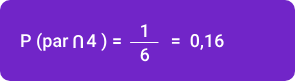 P (par ∩ 4 ) = 1/6 = 0,16